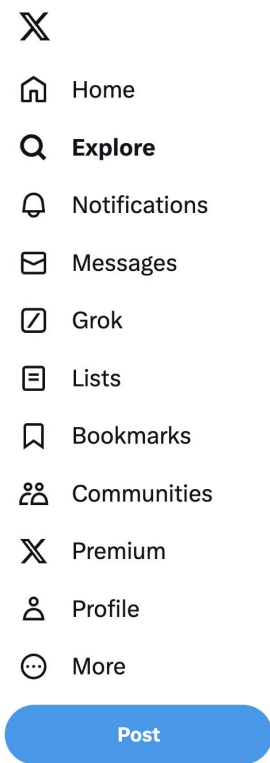 Home
Explore
Notifications
Messages
Grok
Lists
Bookmarks
Communities
Premium
Profile
More
Post